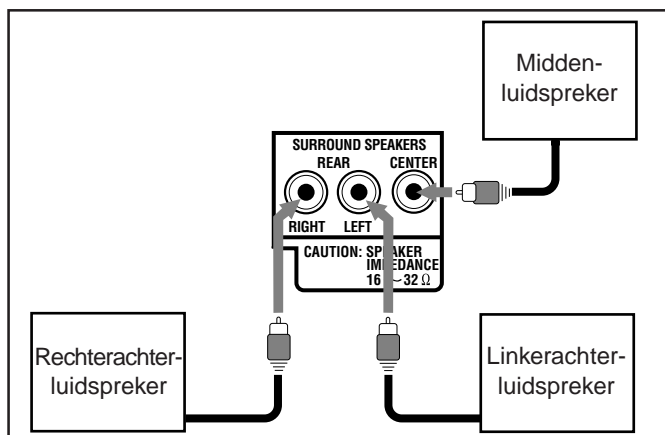 Midden-
luidspreker
SURROUND SPEAKERS
REAR CENTER
RIGHT LEFT
CAUTION: SPEAKER
IMPEDANCE
16 ~ 32 Ω
Rechterachter-
luidspreker
Linkerachter-
luidspreker